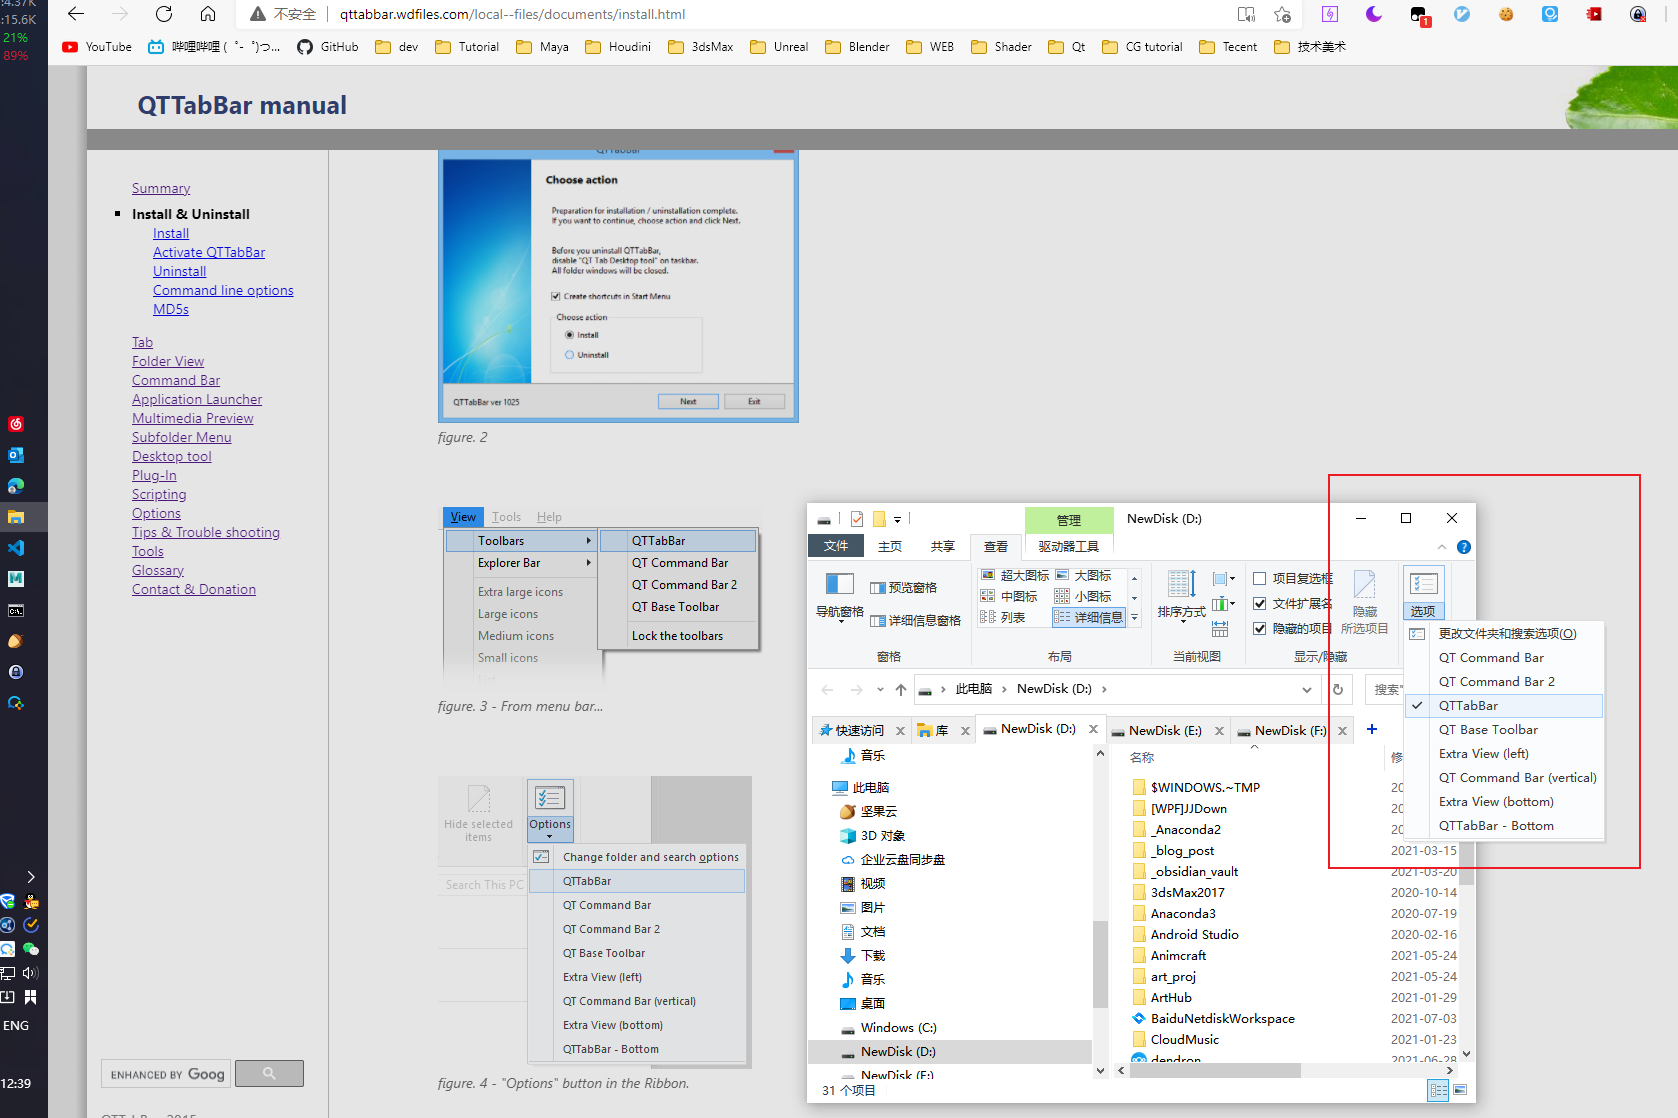 :4.37K
:15.6K
21%
89%
不安全
qttabbar.wdfiles.com/local--files/documents/install.html
1
YouTube
哔哩哔哩 ( ゜- ゜)つ...
GitHub
dev
Tutorial
Maya
Houdini
3dsMax
Unreal
Blender
WEB
Shader
Qt
CG tutorial
Tecent
技术美术
QTTabBar manual
Summary
Install & Uninstall
Install
Activate QTTabBar
Uninstall
Command line options
MD5s
Tab
Folder View
Command Bar
Application Launcher
Multimedia Preview
Subfolder Menu
Desktop tool
Plug-In
Scripting
Options
Tips & Trouble shooting
Tools
Glossary
Contact & Donation
ENHANCED BY Goog
QTTabBar 2015
ENG
12:39
QTTabBar
Choose action
Preparation for installation / uninstallation complete.
If you want to continue, choose action and click Next.
Before you uninstall QTTabBar,
disable "QT Tab Desktop tool" on taskbar.
All folder windows will be closed.
Create shortcuts in Start Menu
Choose action
Install
Uninstall
QTTabBar ver 1025
Next
Exit
figure. 2
View
Tools
Help
Toolbars
Explorer Bar
Extra large icons
Large icons
Medium icons
Small icons
List
QTTabBar
QT Command Bar
QT Command Bar 2
QT Base Toolbar
Lock the toolbars
figure. 3 - From menu bar...
Hide selected
items
Options
Search This PC
Change folder and search options
QTTabBar
QT Command Bar
QT Command Bar 2
QT Base Toolbar
Extra View (left)
QT Command Bar (vertical)
Extra View (bottom)
QTTabBar - Bottom
figure. 4 - "Options" button in the Ribbon.
管理
NewDisk (D:)
文件
主页
共享
查看
驱动器工具
导航窗格
预览窗格
详细信息窗格
窗格
超大图标
大图标
中图标
小图标
列表
详细信息
布局
排序方式
当前视图
项目复选框
文件扩展名
隐藏的项目
隐藏
所选项目
显示/隐藏
选项
更改文件夹和搜索选项(O)
QT Command Bar
QT Command Bar 2
QTTabBar
QT Base Toolbar
Extra View (left)
QT Command Bar (vertical)
Extra View (bottom)
QTTabBar - Bottom
此电脑
NewDisk (D:)
搜索"
快速访问
库
NewDisk (D:)
NewDisk (E:)
NewDisk (F:)
音乐
此电脑
坚果云
3D 对象
企业云盘同步盘
视频
图片
文档
下载
音乐
桌面
Windows (C:)
NewDisk (D:)
NewDisk (E:)
名称
修
$WINDOWS.~TMP
20
[WPF]JJDown
20
_Anaconda2
20
_blog_post
2021-03-15
_obsidian_vault
2021-03-20
3dsMax2017
2020-10-14
Anaconda3
2020-07-19
Android Studio
2020-02-16
Animcraft
2021-05-24
art_proj
2021-05-24
ArtHub
2021-01-29
BaiduNetdiskWorkspace
2021-07-03
CloudMusic
2021-01-23
dendron
2021-06-28
31 个项目